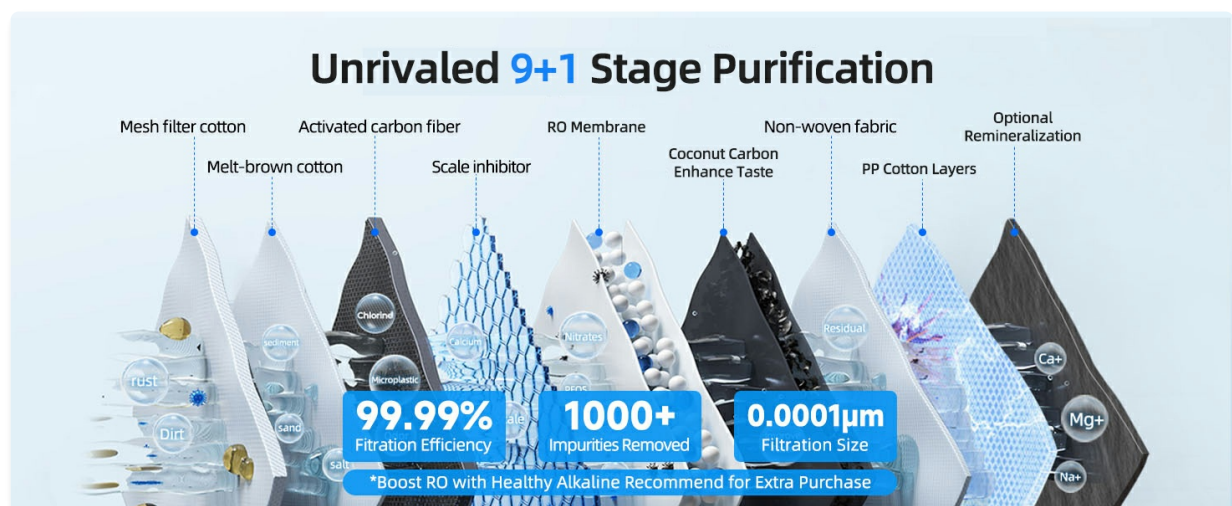 Unrivaled 9+1 Stage Purification
Mesh filter cotton
Activated carbon fiber
RO Membrane
Non-woven fabric
Optional
Remineralization
Melt-brown cotton
Scale inhibitor
Coconut Carbon
Enhance Taste
PP Cotton Layers
rust
Dirt
sediment
sand
salt
Chlorind
Microplastic
Calcium
Nitrates
Residual
Ca+
Mg+
Na+
99.99%
Fitration Efficiency
1000+
Impurities Removed
0.0001μm
Filtration Size
*Boost RO with Healthy Alkaline Recommend for Extra Purchase